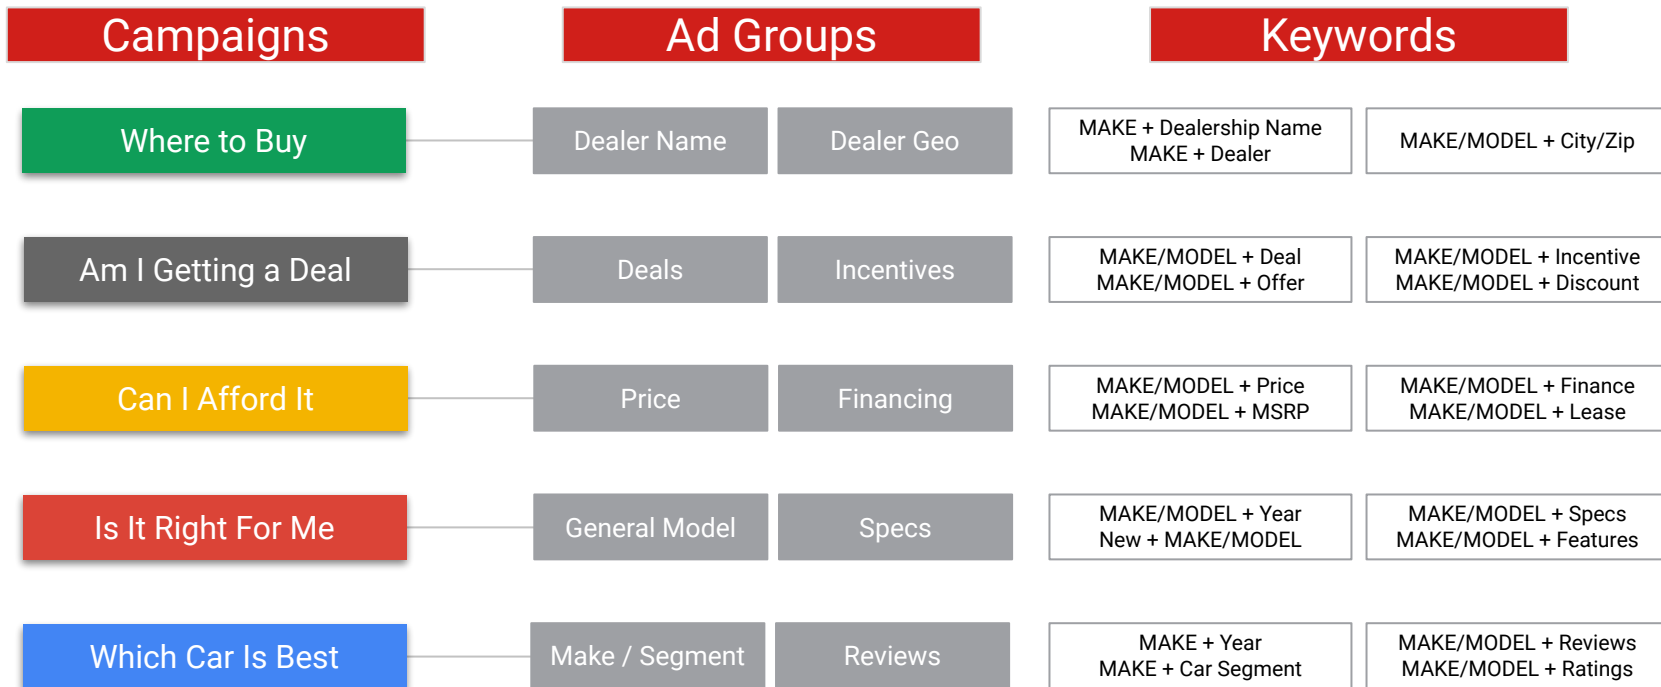 Campaigns
Ad Groups
Keywords
Where to Buy
Dealer Name
Dealer Geo
MAKE + Dealership Name
MAKE + Dealer
MAKE/MODEL + City/Zip
Am I Getting a Deal
Deals
Incentives
MAKE/MODEL + Deal
MAKE/MODEL + Offer
MAKE/MODEL + Incentive
MAKE/MODEL + Discount
Can I Afford It
Price
Financing
MAKE/MODEL + Price
MAKE/MODEL + MSRP
MAKE/MODEL + Finance
MAKE/MODEL + Lease
Is It Right For Me
General Model
Specs
MAKE/MODEL + Year
New + MAKE/MODEL
MAKE/MODEL + Specs
MAKE/MODEL + Features
Which Car Is Best
Make / Segment
Reviews
MAKE + Year
MAKE + Car Segment
MAKE/MODEL + Reviews
MAKE/MODEL + Ratings